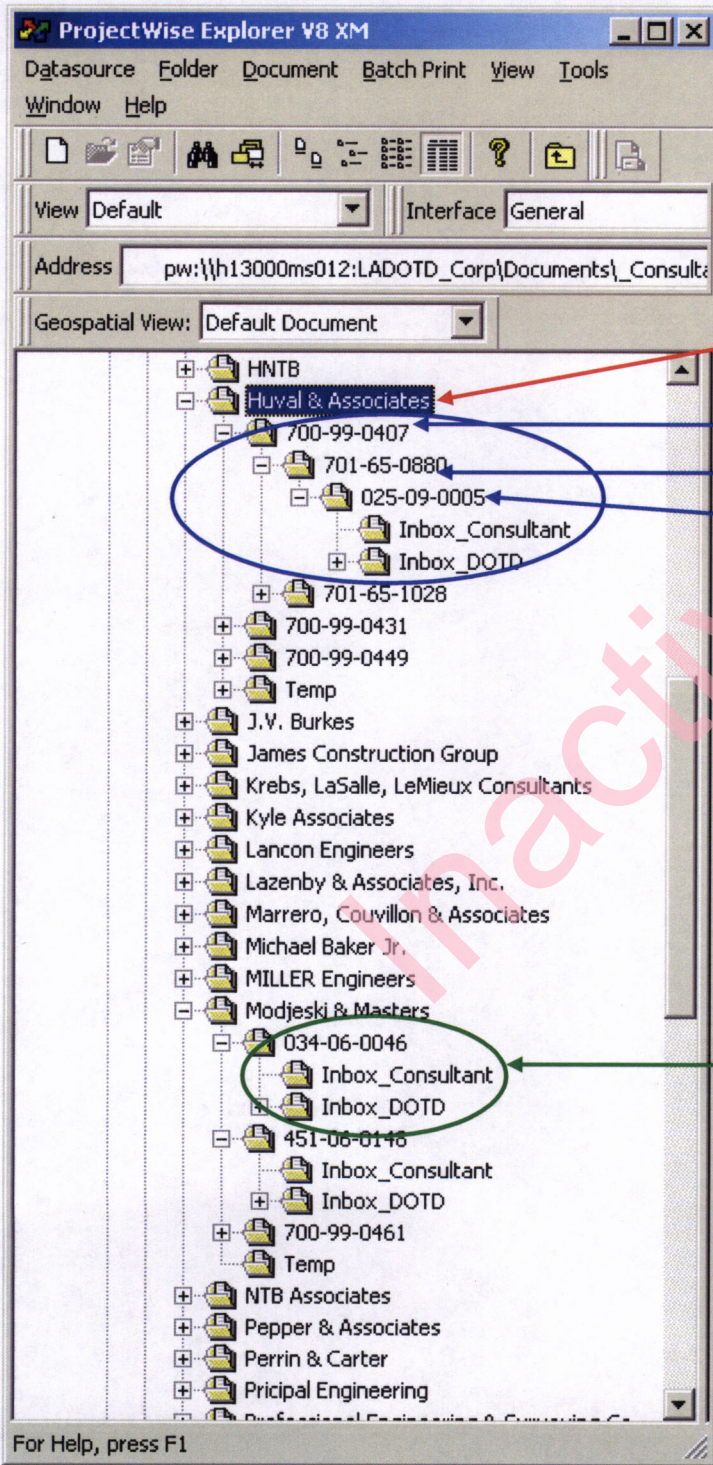 ProjectWise Explorer V8 XM
Datasource Folder Document Batch Print View Tools
Window Help
View Default Interface General
Address pw:\\h13000ms012:LADOTD_Corp\Documents\_Consulta
Geospatial View: Default Document
HNTB
Huval & Associates
700-99-0407
701-65-0880
025-09-0005
Inbox_Consultant
Inbox_DOTD
701-65-1028
700-99-0431
700-99-0449
Temp
J.V. Burkes
James Construction Group
Krebs, LaSalle, LeMieux Consultants
Kyle Associates
Lancon Engineers
Lazenby & Associates, Inc.
Marrero, Couvillon & Associates
Michael Baker Jr.
MILLER Engineers
Modjeski & Masters
034-06-0046
Inbox_Consultant
Inbox_DOTD
451-06-0148
Inbox_Consultant
Inbox_DOTD
700-99-0461
Temp
NTB Associates
Pepper & Associates
Perrin & Carter
Pricipal Engineering
For Help, press F1
Inactiv